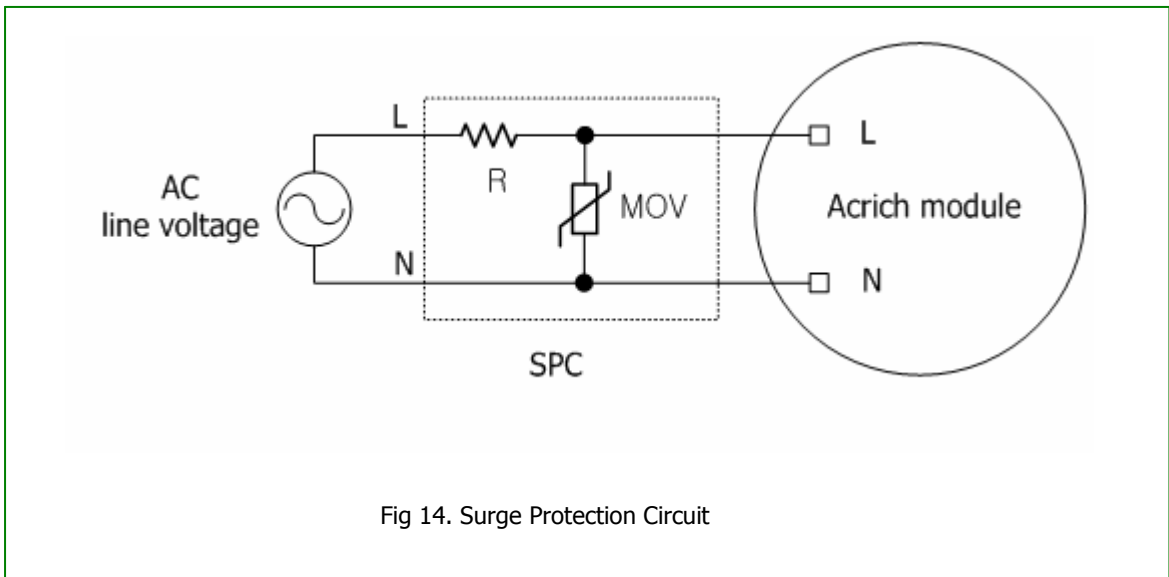 L
R
MOV
AC
line voltage
N
L
Acrich module
N
SPC
Fig 14. Surge Protection Circuit